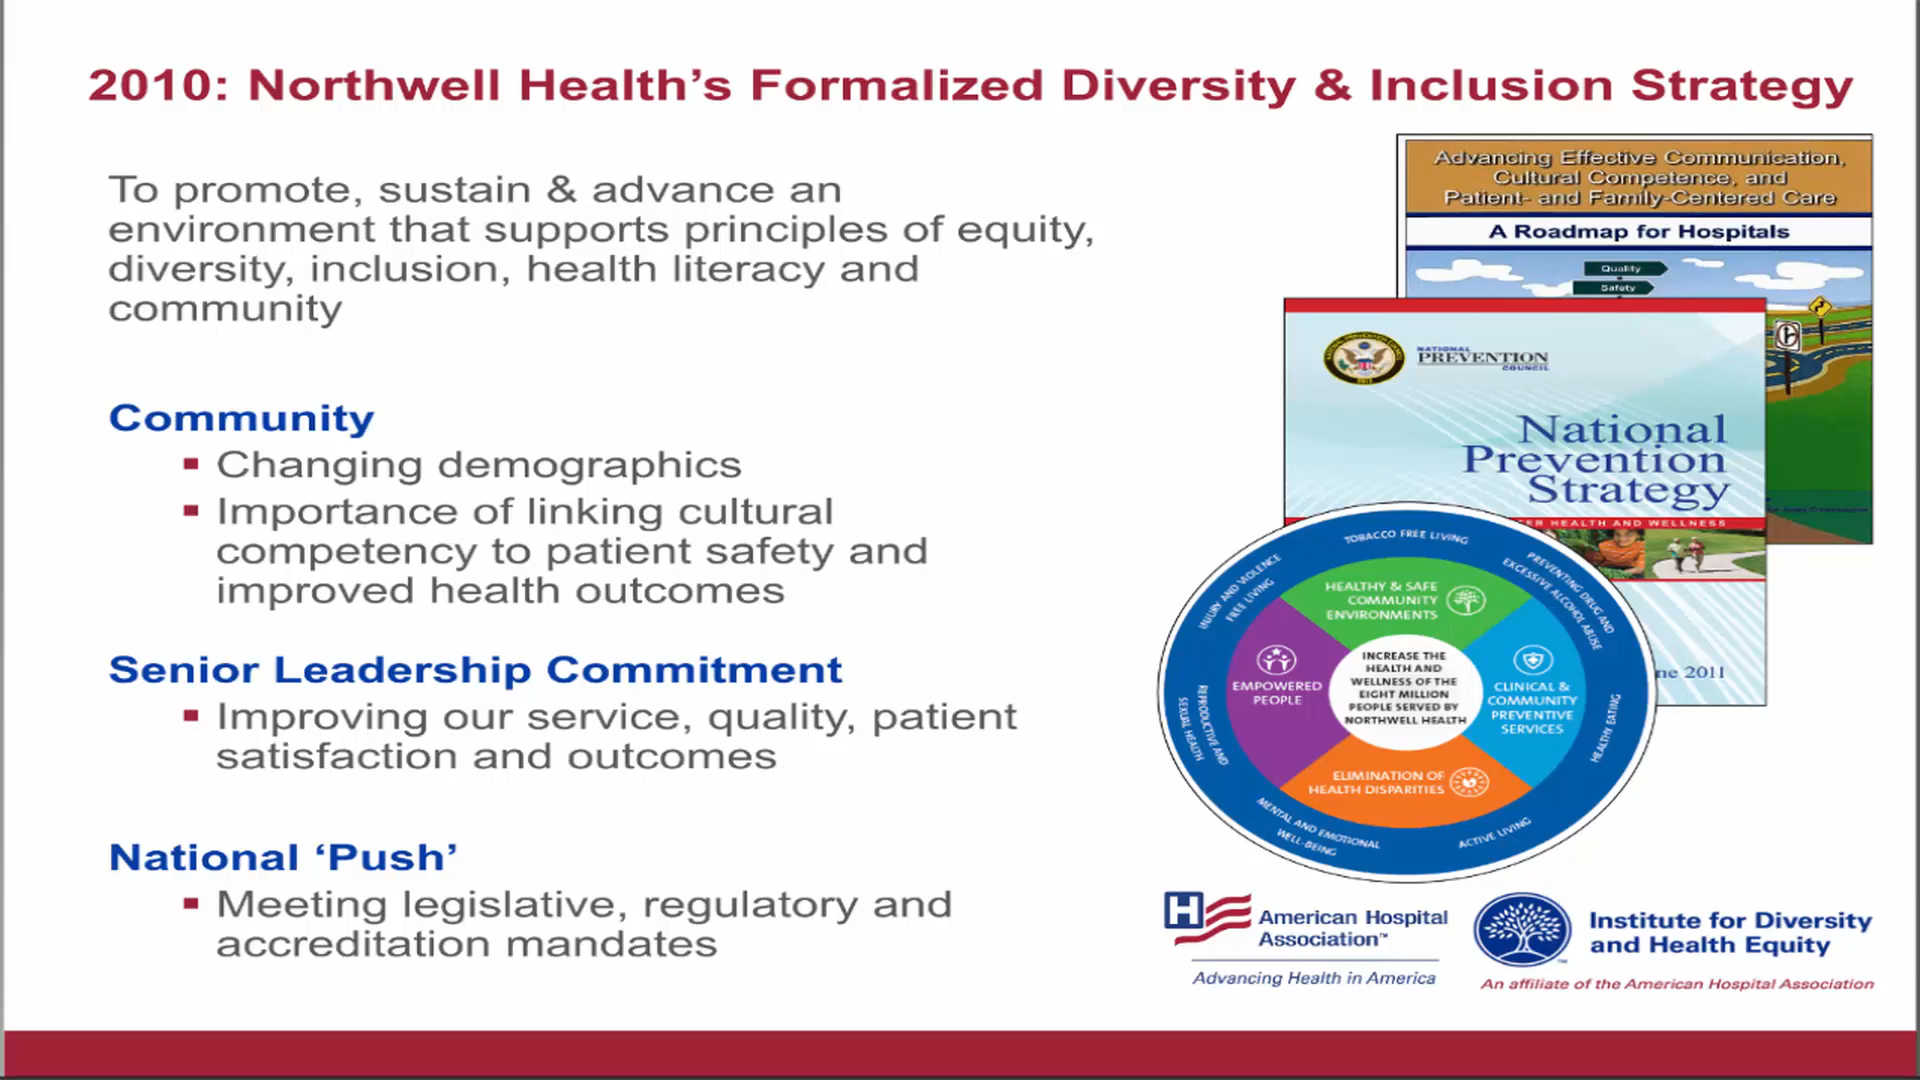 2010: Northwell Health’s Formalized Diversity & Inclusion Strategy
To promote, sustain & advance an
environment that supports principles of equity,
diversity, inclusion, health literacy and
community
Community
Changing demographics
Importance of linking cultural
competency to patient safety and
improved health outcomes
Senior Leadership Commitment
Improving our service, quality, patient
satisfaction and outcomes
National ‘Push’
Meeting legislative, regulatory and
accreditation mandates
Advancing Effective Communication,
Cultural Competence, and
Patient- and Family-Centered Care
A Roadmap for Hospitals
Quality
Safety
NATIONAL
PREVENTION
COUNCIL
National
Prevention
Strategy
HEALTH AND WELLNESS
2011
TOBACCO FREE LIVING
PREVENTING DRUG AND
EXCESSIVE ALCOHOL ABUSE
HEALTHY EATING
ACTIVE LIVING
MENTAL AND EMOTIONAL
WELL-BEING
REPRODUCTIVE AND
SEXUAL HEALTH
INJURY AND VIOLENCE
FREE LIVING
HEALTHY & SAFE
COMMUNITY
ENVIRONMENTS
EMPOWERED
PEOPLE
INCREASE THE
HEALTH AND
WELLNESS OF THE
EIGHT MILLION
PEOPLE SERVED BY
NORTHWELL HEALTH
CLINICAL &
COMMUNITY
PREVENTIVE
SERVICES
ELIMINATION OF
HEALTH DISPARITIES
H
American Hospital
Association™
Advancing Health in America
Institute for Diversity
and Health Equity
An affiliate of the American Hospital Association